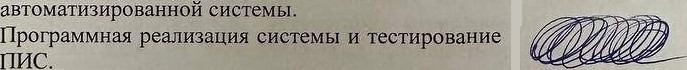 автоматизированной системы.
Программная реализация системы и тестирование
ПИС.